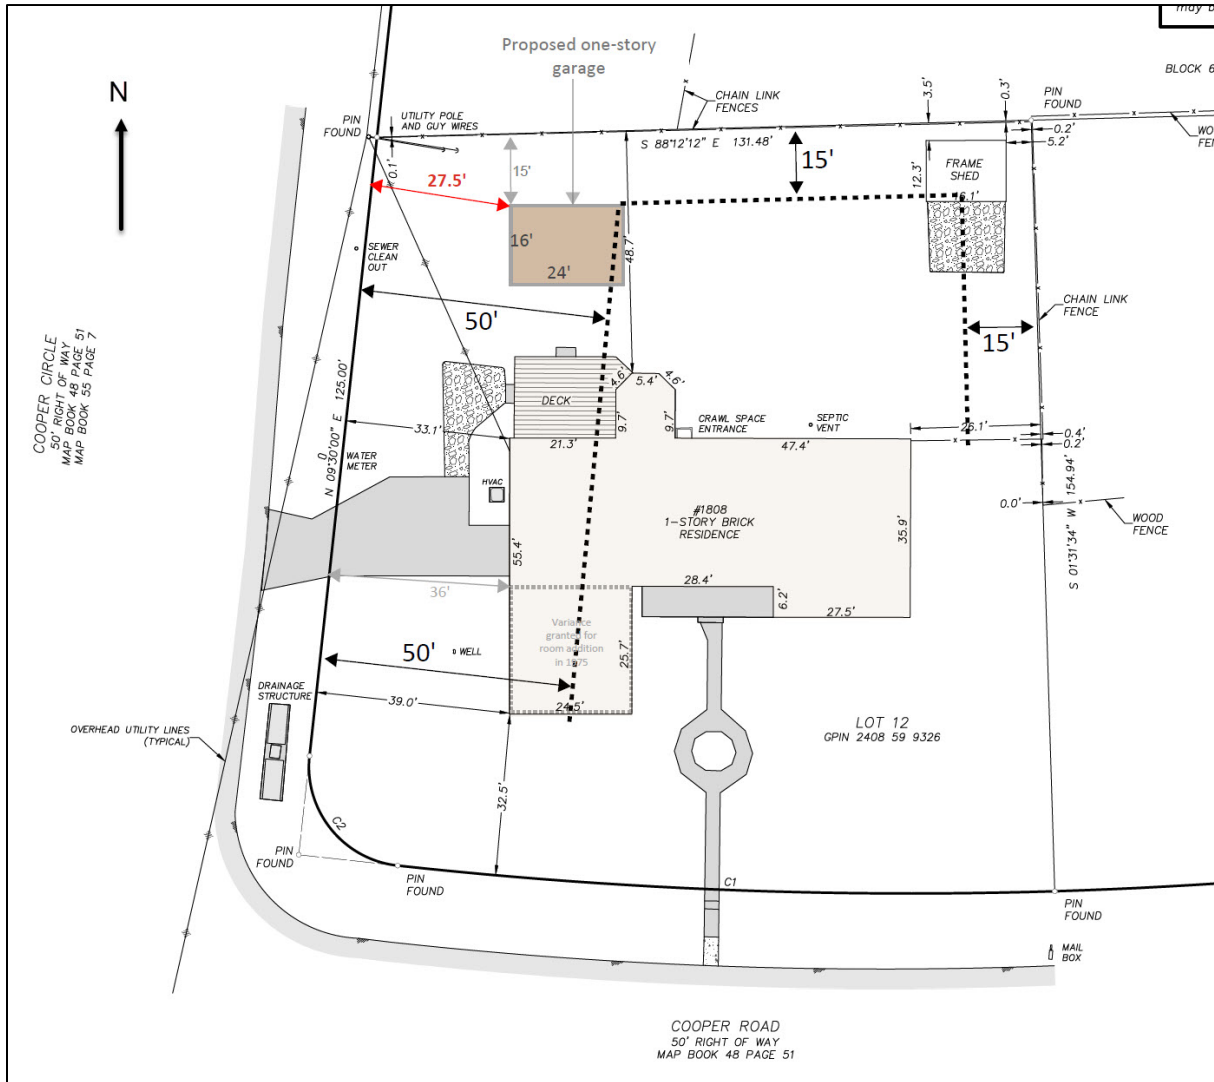 may b
BLOCK 6
Proposed one-story
garage
N
CHAIN LINK
FENCES
3.5'
0.3'
PIN
FOUND
UTILITY POLE
AND GUY WIRES
PIN
FOUND
S 88°12'12" E 131.48'
0.2'
5.2'
WO
FEN
0.1'
15'
15'
27.5'
12.3'
FRAME
SHED
16.1'
48.7'
16'
24'
SEWER
CLEAN
OUT
50'
CHAIN LINK
FENCE
15'
COOPER CIRCLE
50' RIGHT OF WAY
MAP BOOK 48 PAGE 51
MAP BOOK 55 PAGE 7
N 09°30'00" E 125.00'
4.6'
5.4'
4.6'
DECK
9.7'
9.7'
CRAWL SPACE
ENTRANCE
SEPTIC
VENT
33.1'
21.3'
47.4'
26.1'
0.4'
0.2'
WATER
METER
HVAC
#1808
1-STORY BRICK
RESIDENCE
35.9'
0.0'
WOOD
FENCE
S 01°31'34" W 154.94'
55.4'
36'
28.4'
6.2'
27.5'
Variance
granted for
room addition
in 1975
25.7'
50'
WELL
24.5'
DRAINAGE
STRUCTURE
39.0'
OVERHEAD UTILITY LINES
(TYPICAL)
LOT 12
GPIN 2408 59 9326
32.5'
C2
PIN
FOUND
PIN
FOUND
C1
PIN
FOUND
MAIL
BOX
COOPER ROAD
50' RIGHT OF WAY
MAP BOOK 48 PAGE 51